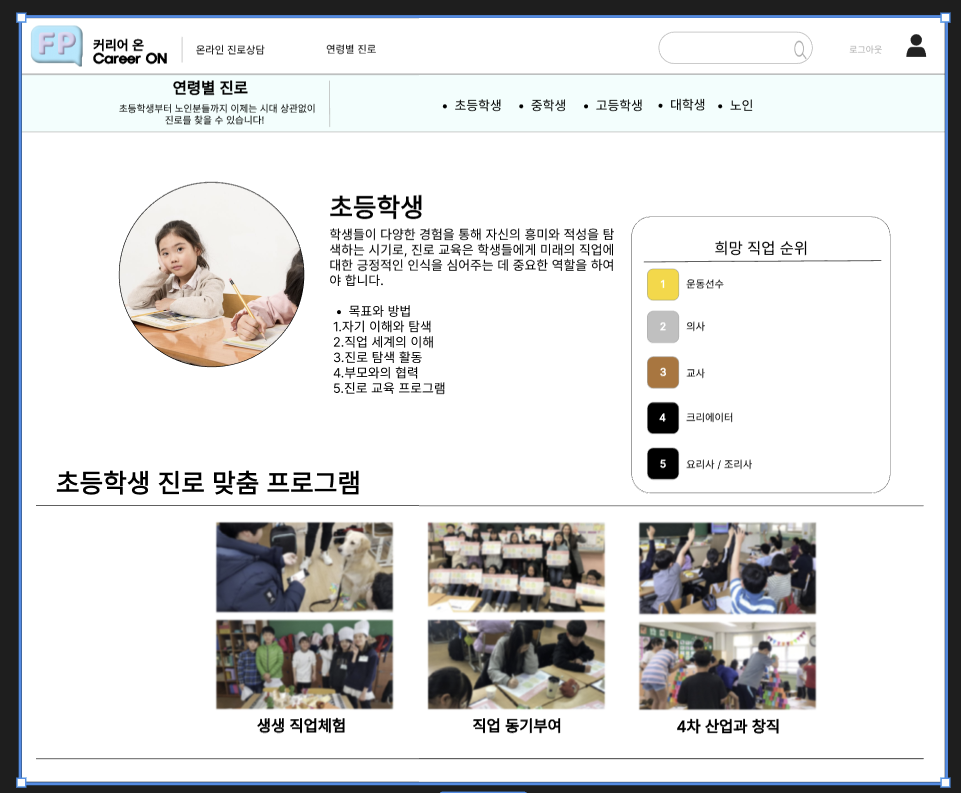 FP
커리어 온
Career ON
온라인 진로상담
연령별 진로
로그아웃
연령별 진로
초등학생부터 노인분들까지 이제는 시대 상관없이
진로를 찾을 수 있습니다!
• 초등학생 • 중학생 • 고등학생 • 대학생 • 노인
초등학생
학생들이 다양한 경험을 통해 자신의 흥미와 적성을 탐
색하는 시기로, 진로 교육은 학생들에게 미래의 직업에
대한 긍정적인 인식을 심어주는 데 중요한 역할을 하여
야 합니다.
• 목표와 방법
1.자기 이해와 탐색
2.직업 세계의 이해
3.진로 탐색 활동
4.부모와의 협력
5.진로 교육 프로그램
희망 직업 순위
1 운동선수
2 의사
3 교사
4 크리에이터
5 요리사 / 조리사
초등학생 진로 맞춤 프로그램
생생 직업체험
직업 동기부여
4차 산업과 창직